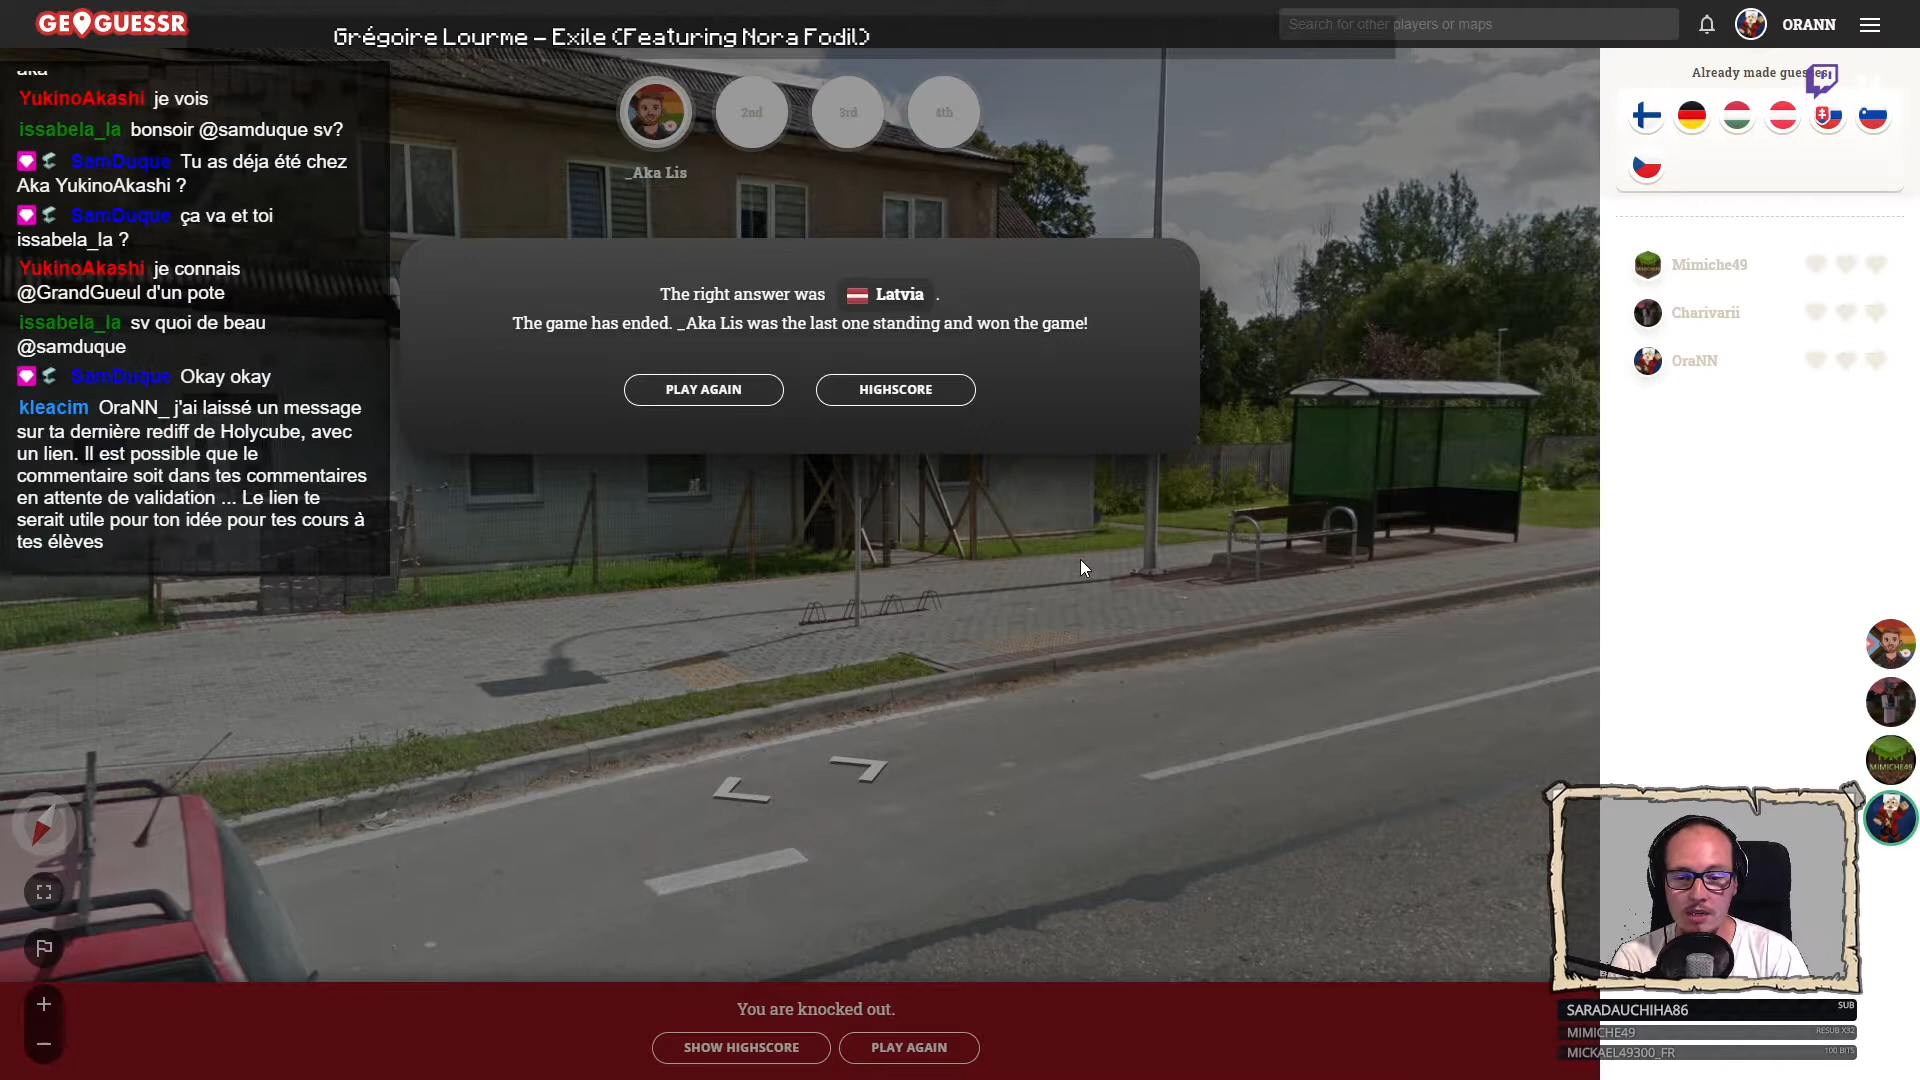 GEOGUESSR
Grégoire Lourme – Exile (Featuring Nora Fodil)
Search for other players or maps
ORANN
YukinoAkashi je vois
issabela_la bonsoir @samduque sv?
SamDuque Tu as déja été chez
Aka YukinoAkashi ?
SamDuque ça va et toi
issabela_la ?
YukinoAkashi je connais
@GrandGueul d'un pote
issabela_la sv quoi de beau
@samduque
SamDuque Okay okay
kleacim OraNN_ j'ai laissé un message
sur ta dernière rediff de Holycube, avec
un lien. Il est possible que le
commentaire soit dans tes commentaires
en attente de validation ... Le lien te
serait utile pour ton idée pour tes cours à
tes élèves
2nd
3rd
4th
_Aka Lis
The right answer was Latvia .
The game has ended. _Aka Lis was the last one standing and won the game!
PLAY AGAIN
HIGHSCORE
Already made guesses
Mimiche49
Charivarii
OraNN
MIMICHE49
You are knocked out.
SHOW HIGHSCORE
PLAY AGAIN
SARADAUCHIHA86 SUB
MIMICHE49 RESUB X32
MICKAEL49300_FR 100 BITS